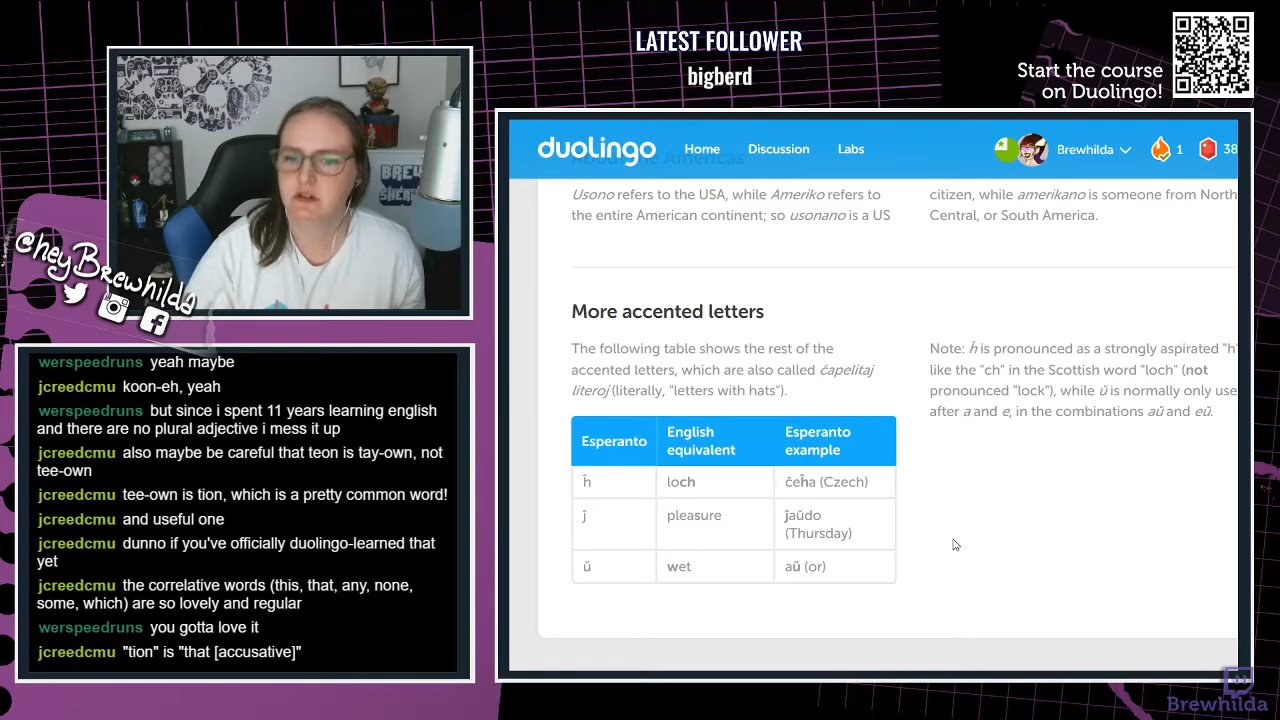 LATEST FOLLOWER
bigberd
Start the course
on Duolingo!
@heyBrewhilda
duolingo
Home
Discussion
Labs
Brewhilda
1
38
Usono refers to the USA, while Ameriko refers to
the entire American continent; so usonano is a US
citizen, while amerikano is someone from North
Central, or South America.
More accented letters
The following table shows the rest of the
accented letters, which are also called ĉapelitaj
literoj (literally, "letters with hats").
Note: ĥ is pronounced as a strongly aspirated "h"
like the "ch" in the Scottish word "loch" (not
pronounced "lock"), while ŭ is normally only use
after a and e, in the combinations aŭ and eŭ.
Esperanto
English
equivalent
Esperanto
example
ĥ
loch
ĉeĥa (Czech)
ĵ
pleasure
ĵaŭdo
(Thursday)
ŭ
wet
aŭ (or)
werspeedruns yeah maybe
jcreedcmu koon-eh, yeah
werspeedruns but since i spent 11 years learning english
and there are no plural adjective i mess it up
jcreedcmu also maybe be careful that teon is tay-own, not
tee-own
jcreedcmu tee-own is tion, which is a pretty common word!
jcreedcmu and useful one
jcreedcmu dunno if you've officially duolingo-learned that
yet
jcreedcmu the correlative words (this, that, any, none,
some, which) are so lovely and regular
werspeedruns you gotta love it
jcreedcmu "tion" is "that [accusative]"
Brewhilda